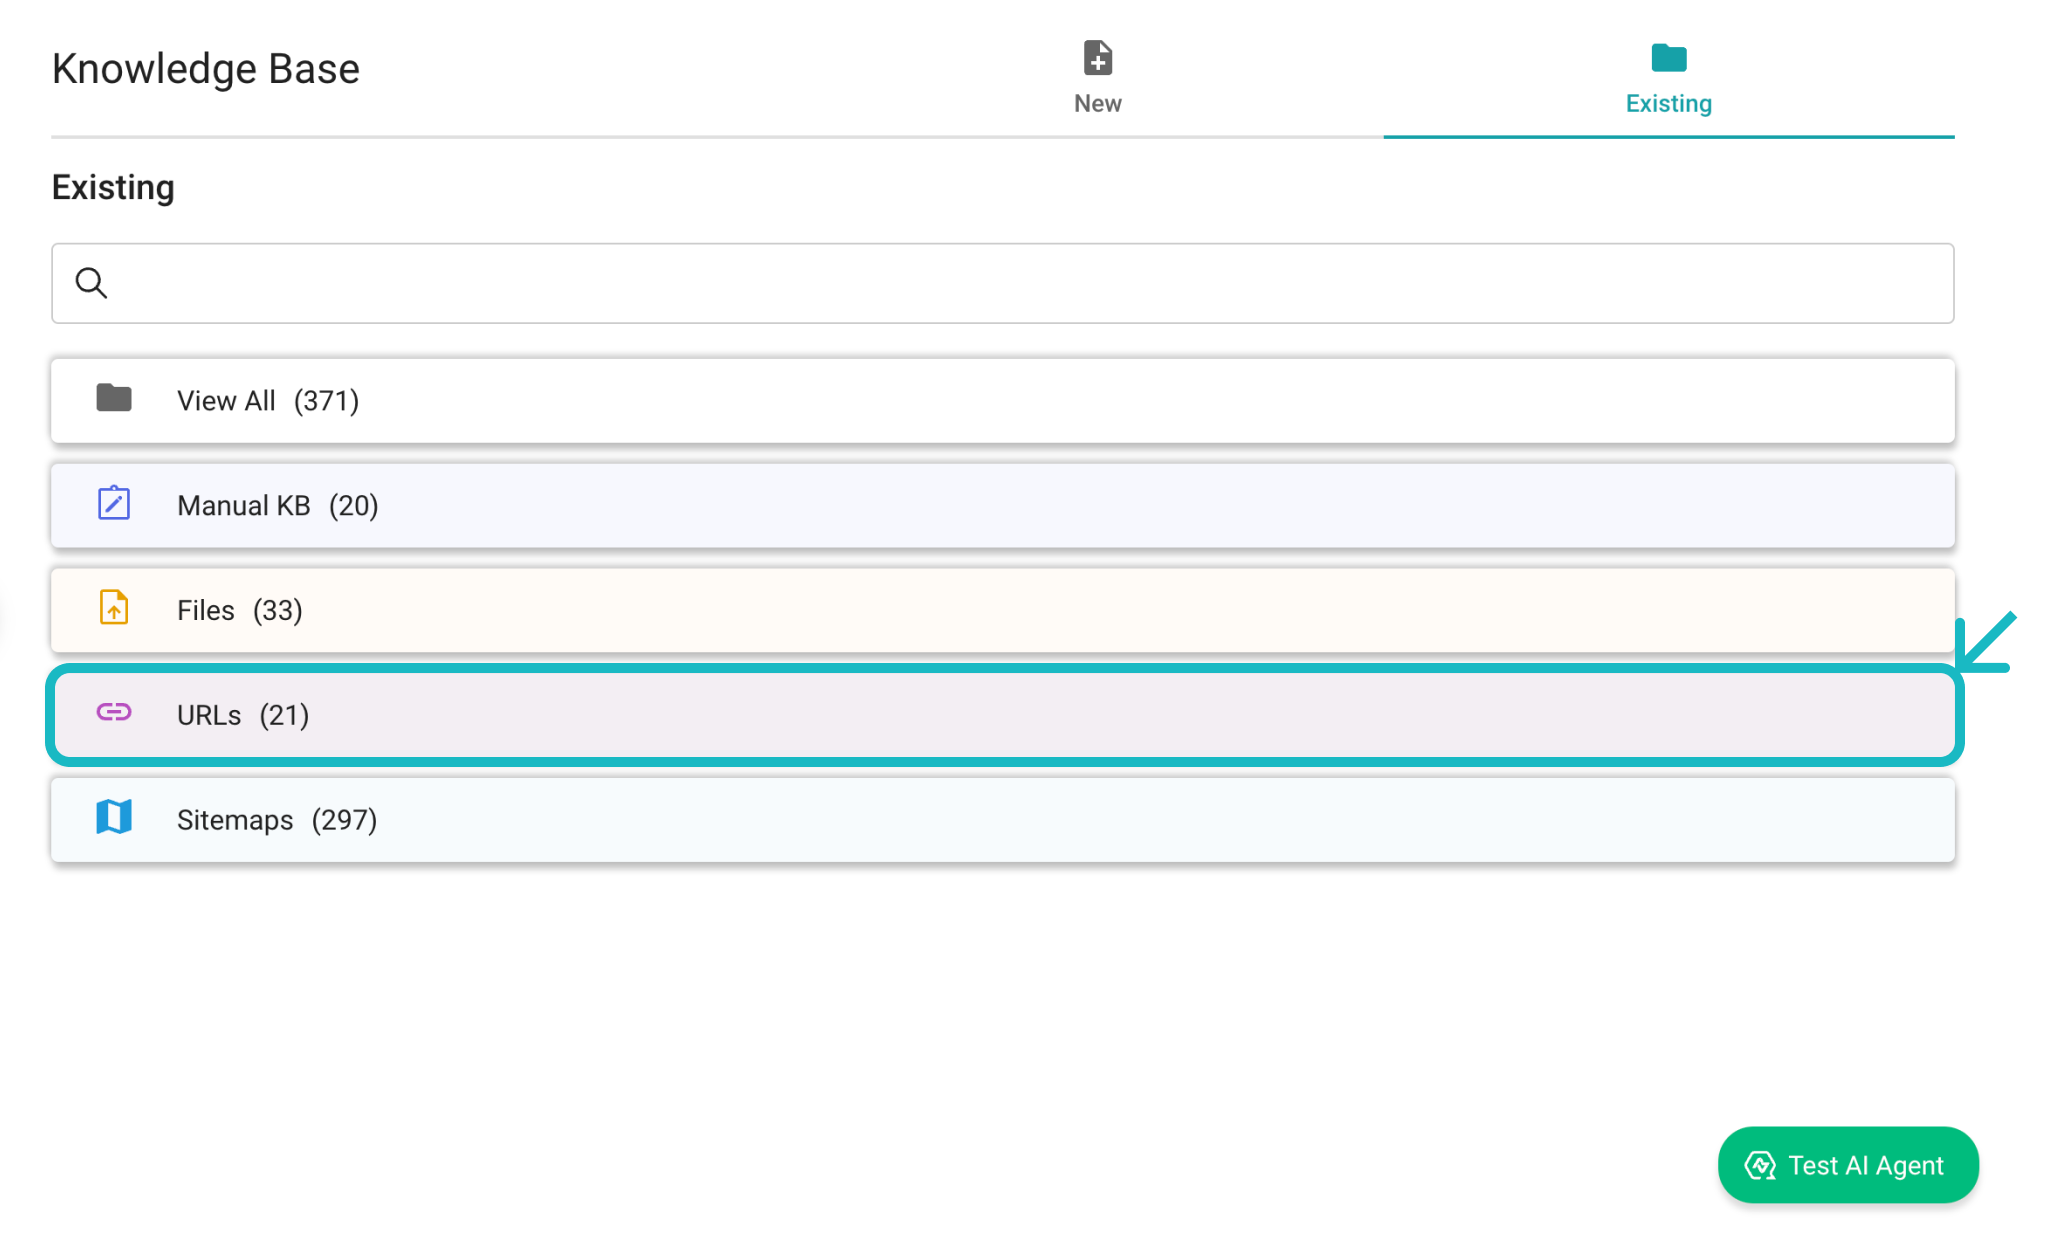 Knowledge Base
New
Existing
Existing
View All (371)
Manual KB (20)
Files (33)
URLs (21)
Sitemaps (297)
Test AI Agent